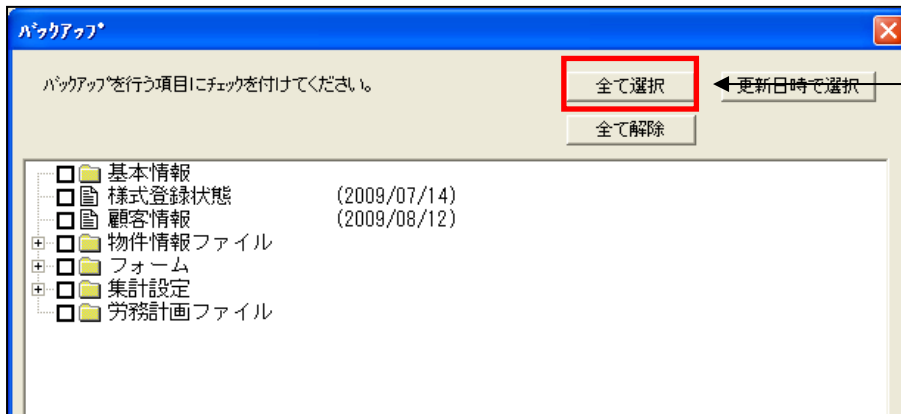 ﾊﾞｯｸｱｯﾌﾟ
ﾊﾞｯｸｱｯﾌﾟを行う項目にﾁｪｯｸを付けてください。
全て選択
更新日時で選択
全て解除
基本情報
様式登録状態 (2009/07/14)
顧客情報 (2009/08/12)
物件情報ファイル
フォーム
集計設定
労務計画ファイル